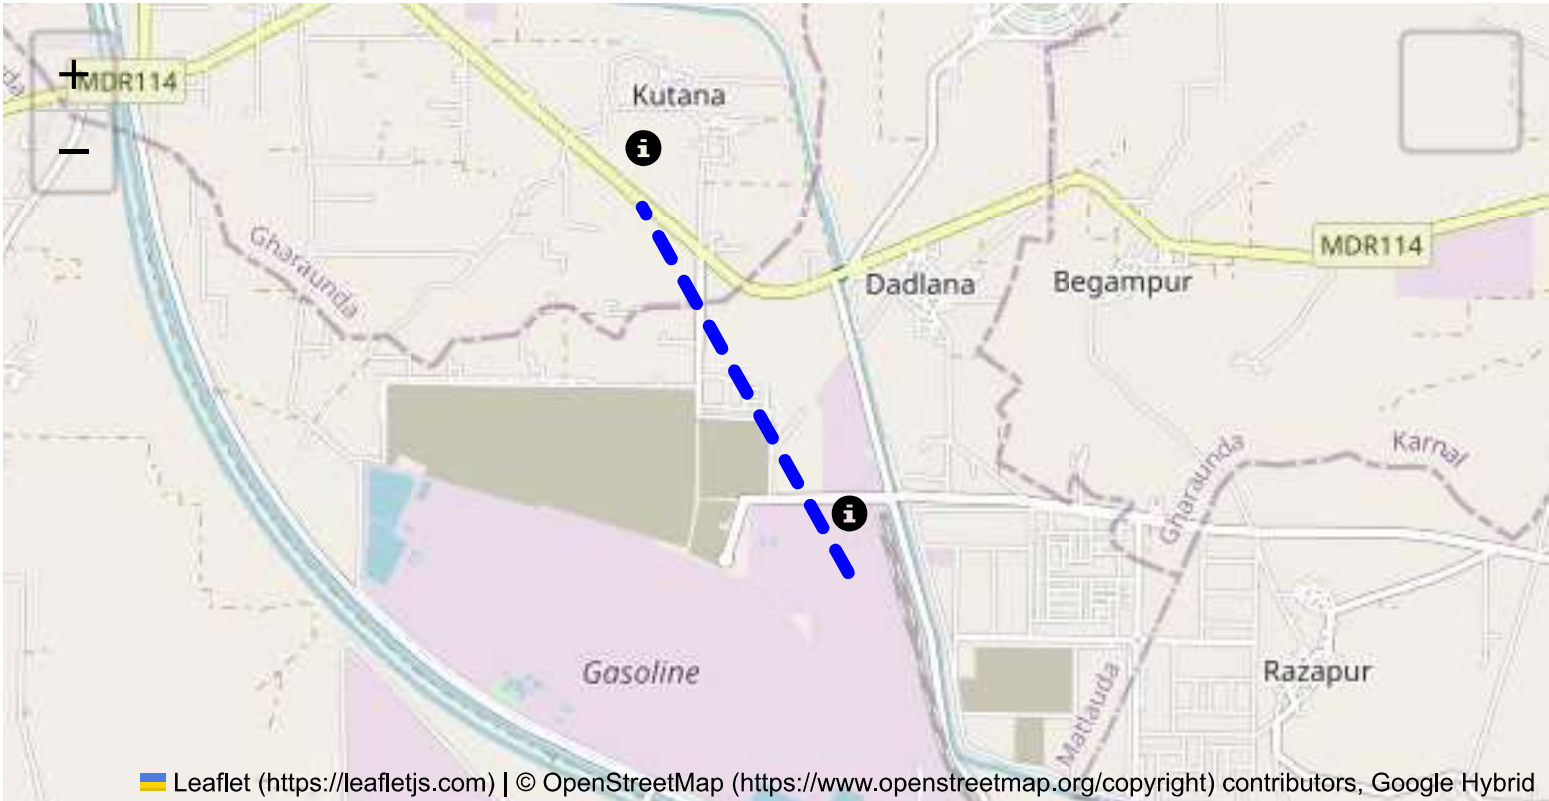 +
MDR114
−
Kutana
i
Gharaunda
Dadlana
Begampur
MDR114
Karnal
Gharaunda
i
Gasoline
Razapur
Matlauda
Leaflet (https://leafletjs.com) | © OpenStreetMap (https://www.openstreetmap.org/copyright) contributors, Google Hybrid